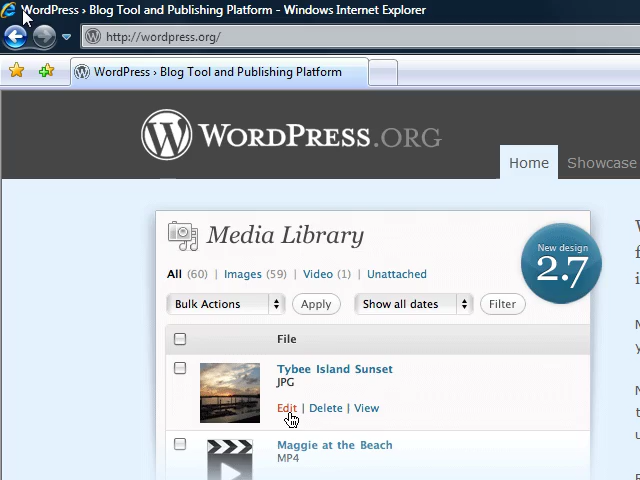 WordPress › Blog Tool and Publishing Platform - Windows Internet Explorer
http://wordpress.org/
WordPress › Blog Tool and Publishing Platform
WORDPRESS.ORG
Home Showcase
Media Library
New design
2.7
All (60) | Images (59) | Video (1) | Unattached
Bulk Actions Apply Show all dates Filter
File
Tybee Island Sunset
JPG
Edit | Delete | View
Maggie at the Beach
MP4